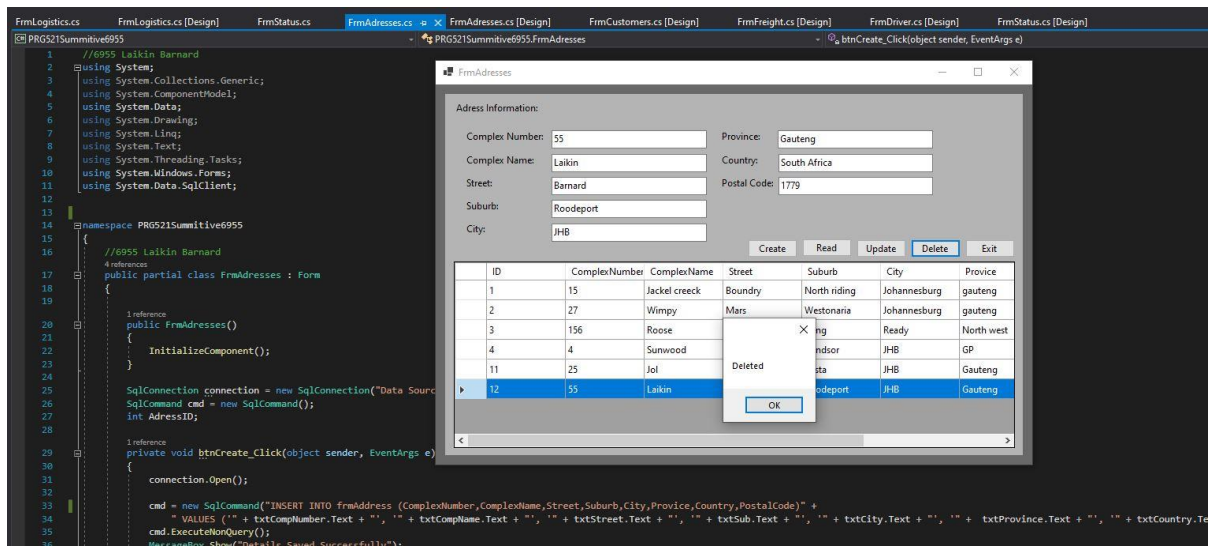 FrmLogistics.cs FrmLogistics.cs [Design] FrmStatus.cs FrmAdresses.cs FrmAdresses.cs [Design] FrmCustomers.cs [Design] FrmFreight.cs [Design] FrmDriver.cs [Design] FrmStatus.cs [Design]
PRG521Summitive6955 PRG521Summitive6955.FrmAdresses btnCreate_Click(object sender, EventArgs e)
1 //6955 Laikin Barnard
2 using System;
3 using System.Collections.Generic;
4 using System.ComponentModel;
5 using System.Data;
6 using System.Drawing;
7 using System.Linq;
8 using System.Text;
9 using System.Threading.Tasks;
10 using System.Windows.Forms;
11 using System.Data.SqlClient;
12
13
14 namespace PRG521Summitive6955
15 {
16 //6955 Laikin Barnard
4 references
17 public partial class FrmAdresses : Form
18 {
19
1 reference
20 public FrmAdresses()
21 {
22 InitializeComponent();
23 }
24
25 SqlConnection connection = new SqlConnection("Data Sourc
26 SqlCommand cmd = new SqlCommand();
27 int AdressID;
28
1 reference
29 private void btnCreate_Click(object sender, EventArgs e)
30 {
31 connection.Open();
32
33 cmd = new SqlCommand("INSERT INTO frmAddress (ComplexNumber,ComplexName,Street,Suburb,City,Provice,Country,PostalCode)" +
34 " VALUES ('" + txtCompNumber.Text + "', '" + txtCompName.Text + "', '" + txtStreet.Text + "', '" + txtSub.Text + "', '" + txtCity.Text + "', '" + txtProvince.Text + "', '" + txtCountry.Te
35 cmd.ExecuteNonQuery();
36 MessageBox.Show("Details Saved Successfully");
FrmAdresses
Adress Information:
Complex Number: 55 Province: Gauteng
Complex Name: Laikin Country: South Africa
Street: Barnard Postal Code: 1779
Suburb: Roodeport
City: JHB
Create Read Update Delete Exit
ID ComplexNumber ComplexName Street Suburb City Provice
1 15 Jackel creeck Boundry North riding Johannesburg gauteng
2 27 Wimpy Mars Westonaria Johannesburg gauteng
3 156 Roose ng Ready North west
4 4 Sunwood ndsor JHB GP
11 25 Jol sta JHB Gauteng
12 55 Laikin odeport JHB Gauteng
Deleted
OK